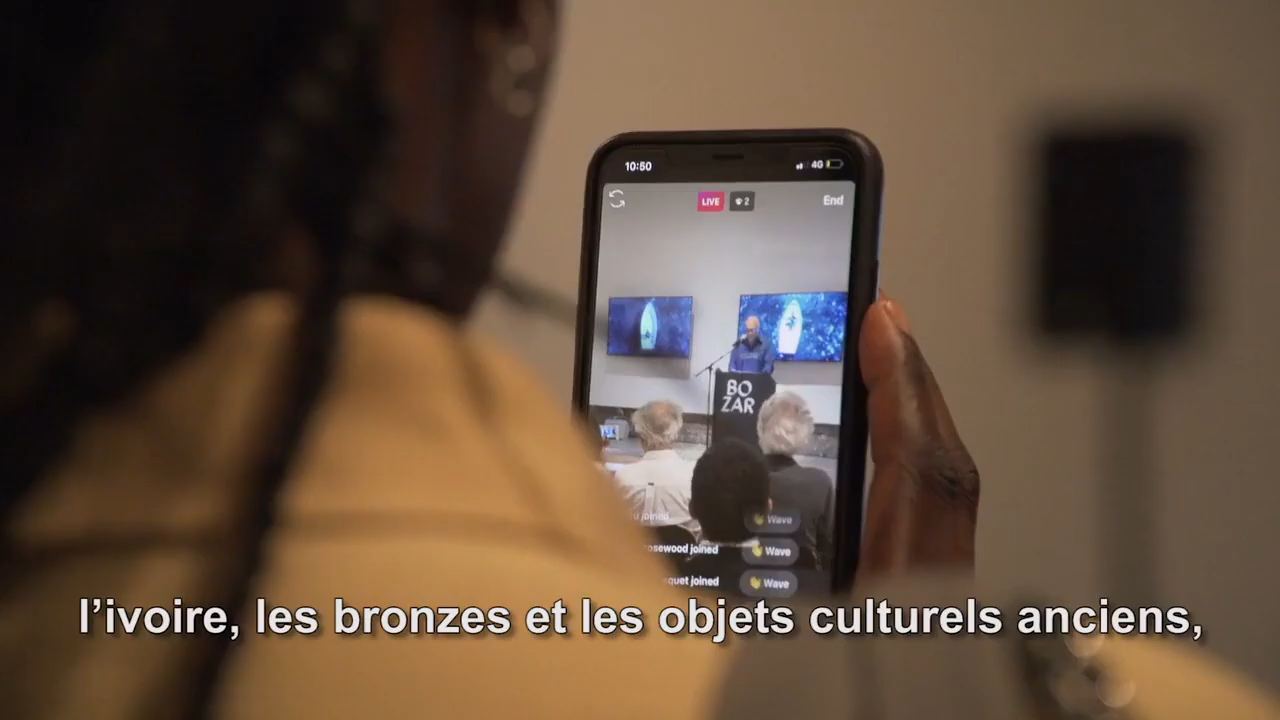 10:50
4G
LIVE
2
End
BO
ZAR
joined
Wave
osewood joined
Wave
quet joined
Wave
l’ivoire, les bronzes et les objets culturels anciens,